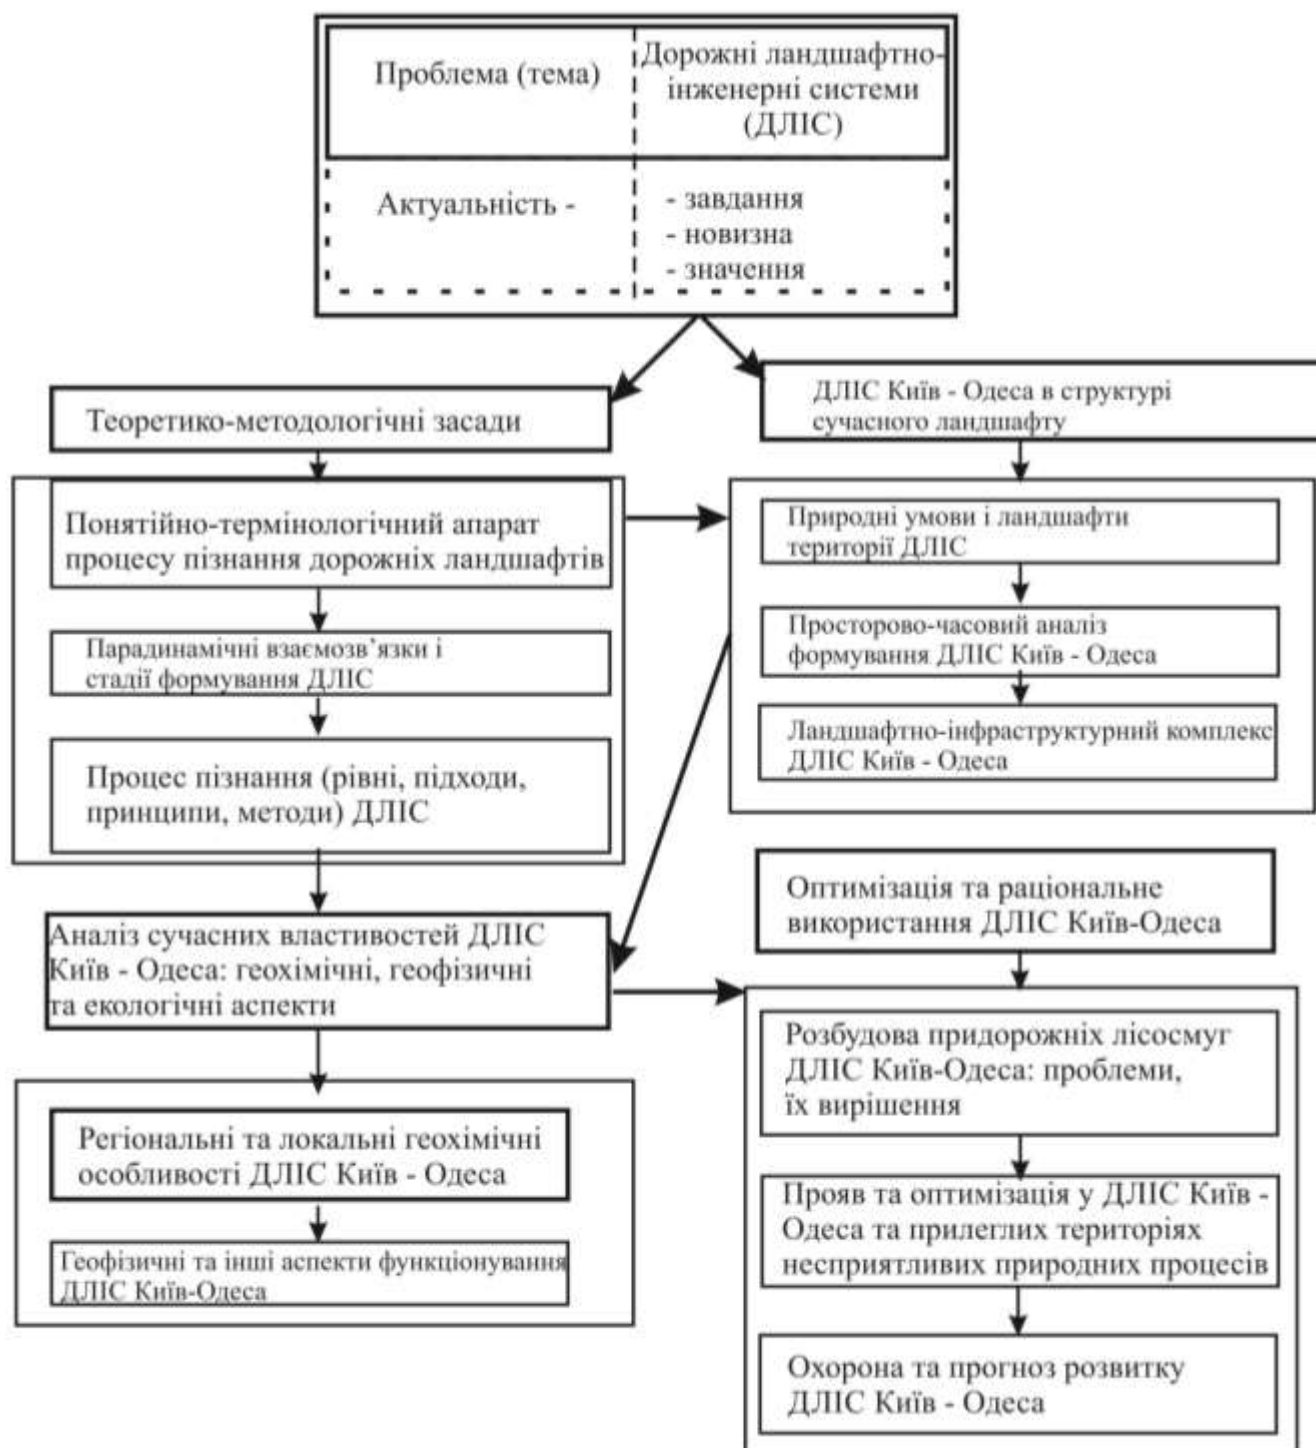 Проблема (тема)
Дорожні ландшафтно-
інженерні системи
(ДЛІС)
Актуальність -
- завдання
- новизна
- значення
Теоретико-методологічні засади
ДЛІС Київ - Одеса в структурі
сучасного ландшафту
Понятійно-термінологічний апарат
процесу пізнання дорожніх ландшафтів
Парадинамічні взаємозв’язки і
стадії формування ДЛІС
Процес пізнання (рівні, підходи,
принципи, методи) ДЛІС
Природні умови і ландшафти
території ДЛІС
Просторово-часовий аналіз
формування ДЛІС Київ - Одеса
Ландшафтно-інфраструктурний комплекс
ДЛІС Київ - Одеса
Аналіз сучасних властивостей ДЛІС
Київ - Одеса: геохімічні, геофізичні
та екологічні аспекти
Оптимізація та раціональне
використання ДЛІС Київ-Одеса
Регіональні та локальні геохімічні
особливості ДЛІС Київ - Одеса
Геофізичні та інші аспекти функціонування
ДЛІС Київ-Одеса
Розбудова придорожніх лісосмуг
ДЛІС Київ-Одеса: проблеми,
їх вирішення
Прояв та оптимізація у ДЛІС Київ -
Одеса та прилеглих територіях
несприятливих природних процесів
Охорона та прогноз розвитку
ДЛІС Київ - Одеса